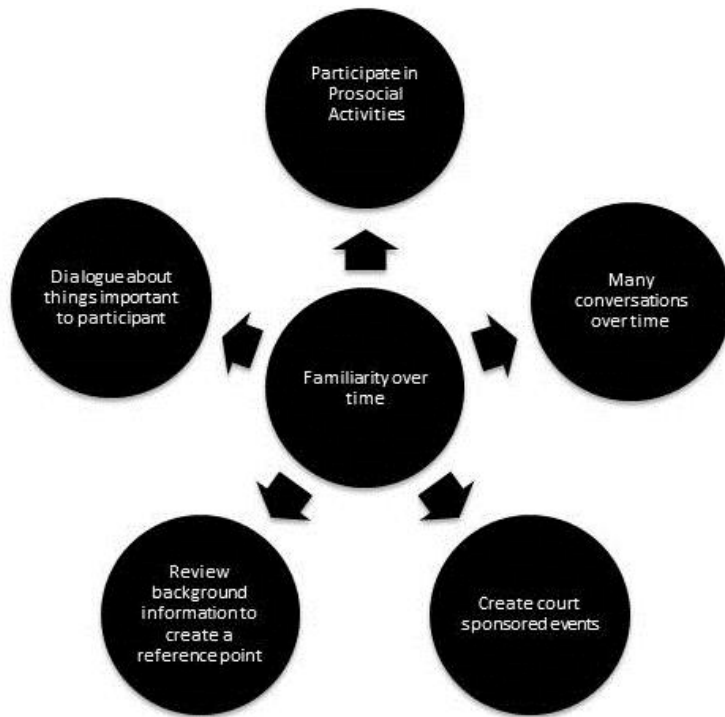 Participate in
Prosocial
Activities
Many
conversations
over time
Create court
sponsored events
Review
background
information to
create a
reference point
Dialogue about
things important
to participant
Familiarity over
time